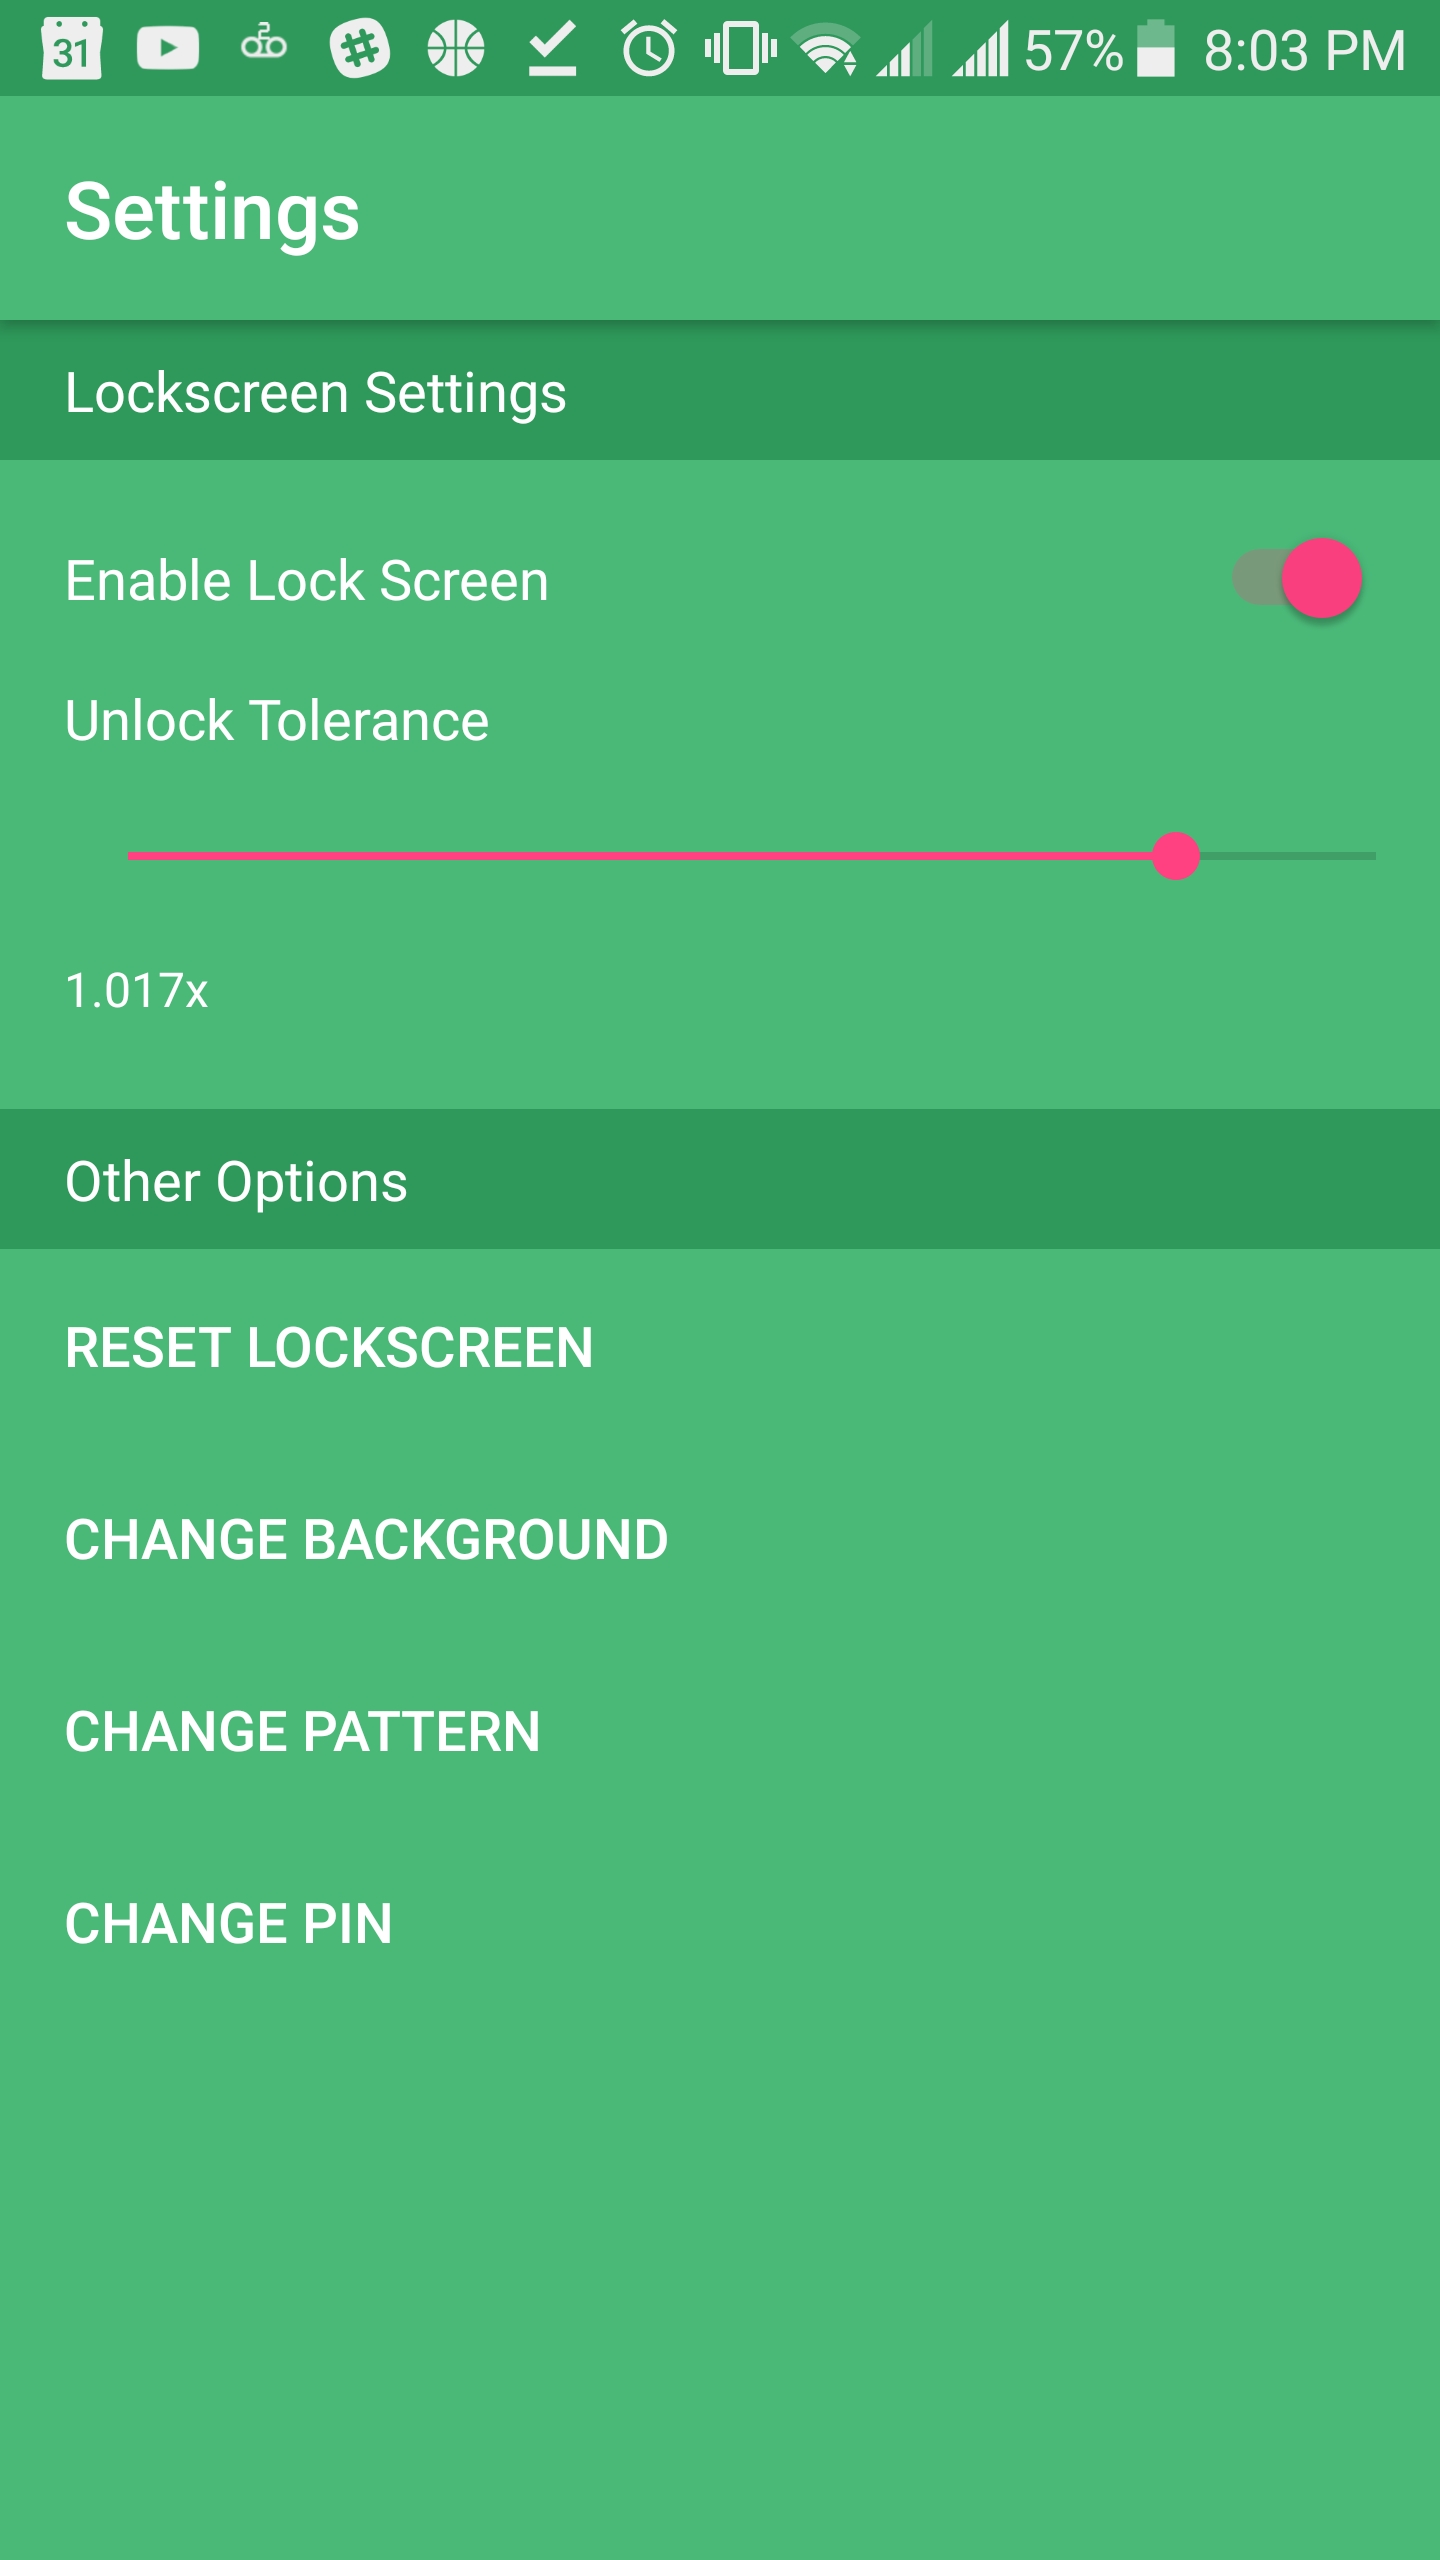 31 2 57% 8:03 PM
Settings
Lockscreen Settings
Enable Lock Screen
Unlock Tolerance
1.017x
Other Options
RESET LOCKSCREEN
CHANGE BACKGROUND
CHANGE PATTERN
CHANGE PIN